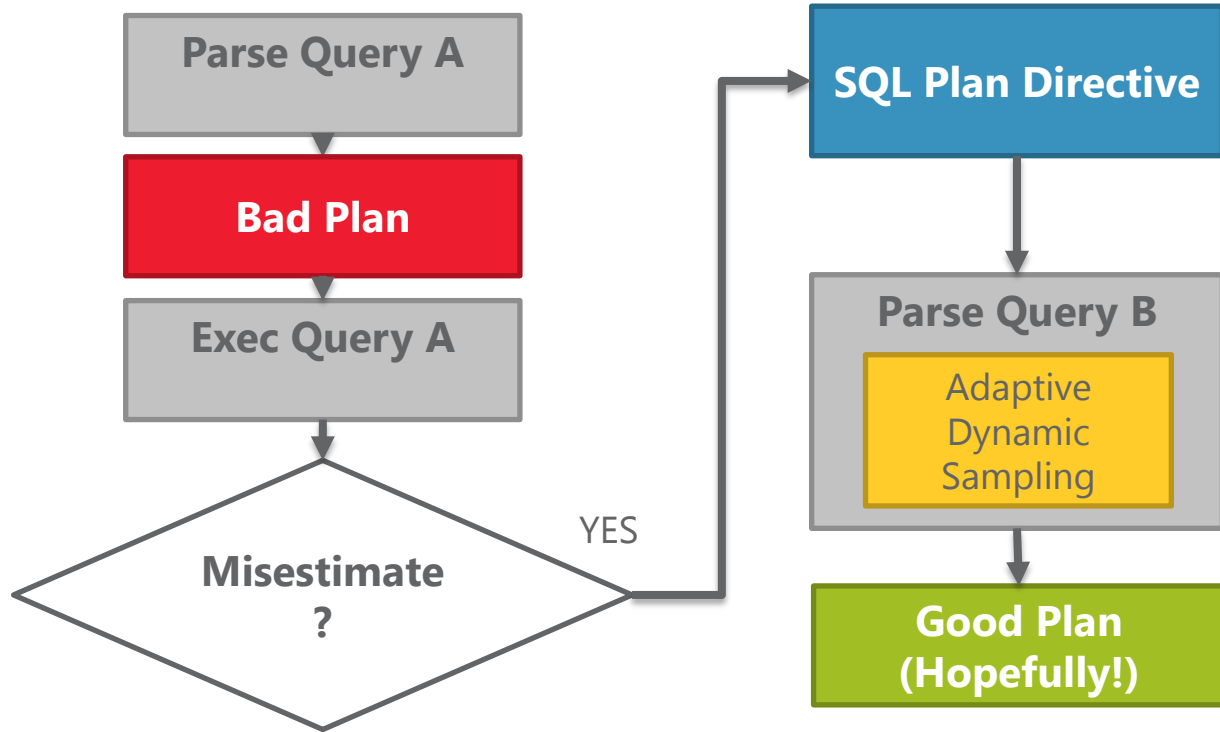 Parse Query A
Bad Plan
Exec Query A
Misestimate
?
YES
SQL Plan Directive
Parse Query B
Adaptive
Dynamic
Sampling
Good Plan
(Hopefully!)